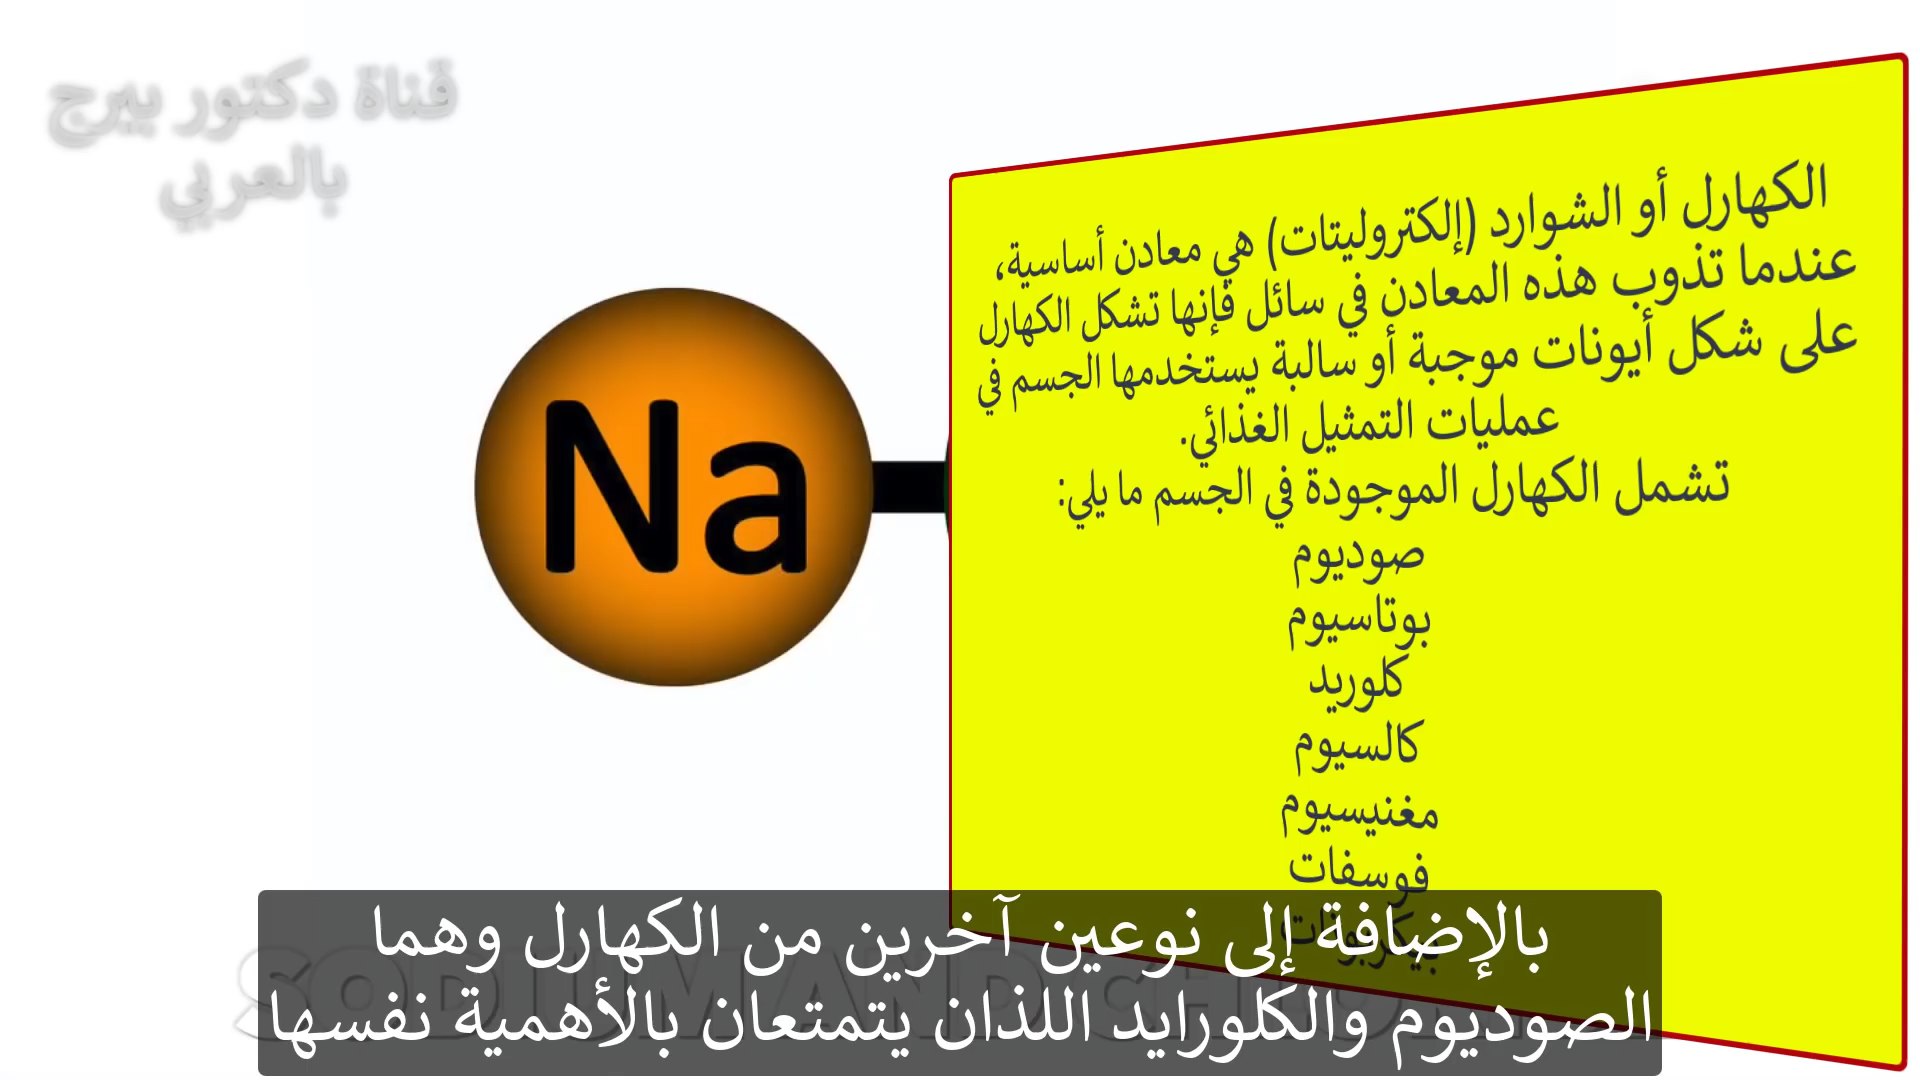 قناة دكتور بيرج
بالعربي
Na
الكهارل أو الشوارد (إلكتروليتات) هي معادن أساسية،
عندما تذوب هذه المعادن في سائل فإنها تشكل الكهارل
على شكل أيونات موجبة أو سالبة يستخدمها الجسم في
عمليات التمثيل الغذائي.
تشمل الكهارل الموجودة في الجسم ما يلي:
صوديوم
بوتاسيوم
كلوريد
كالسيوم
مغنيسيوم
فوسفات
بيكربونات
بالإضافة إلى نوعين آخرين من الكهارل وهما
الصوديوم والكلورايد اللذان يتمتعان بالأهمية نفسها
SODIUM AND